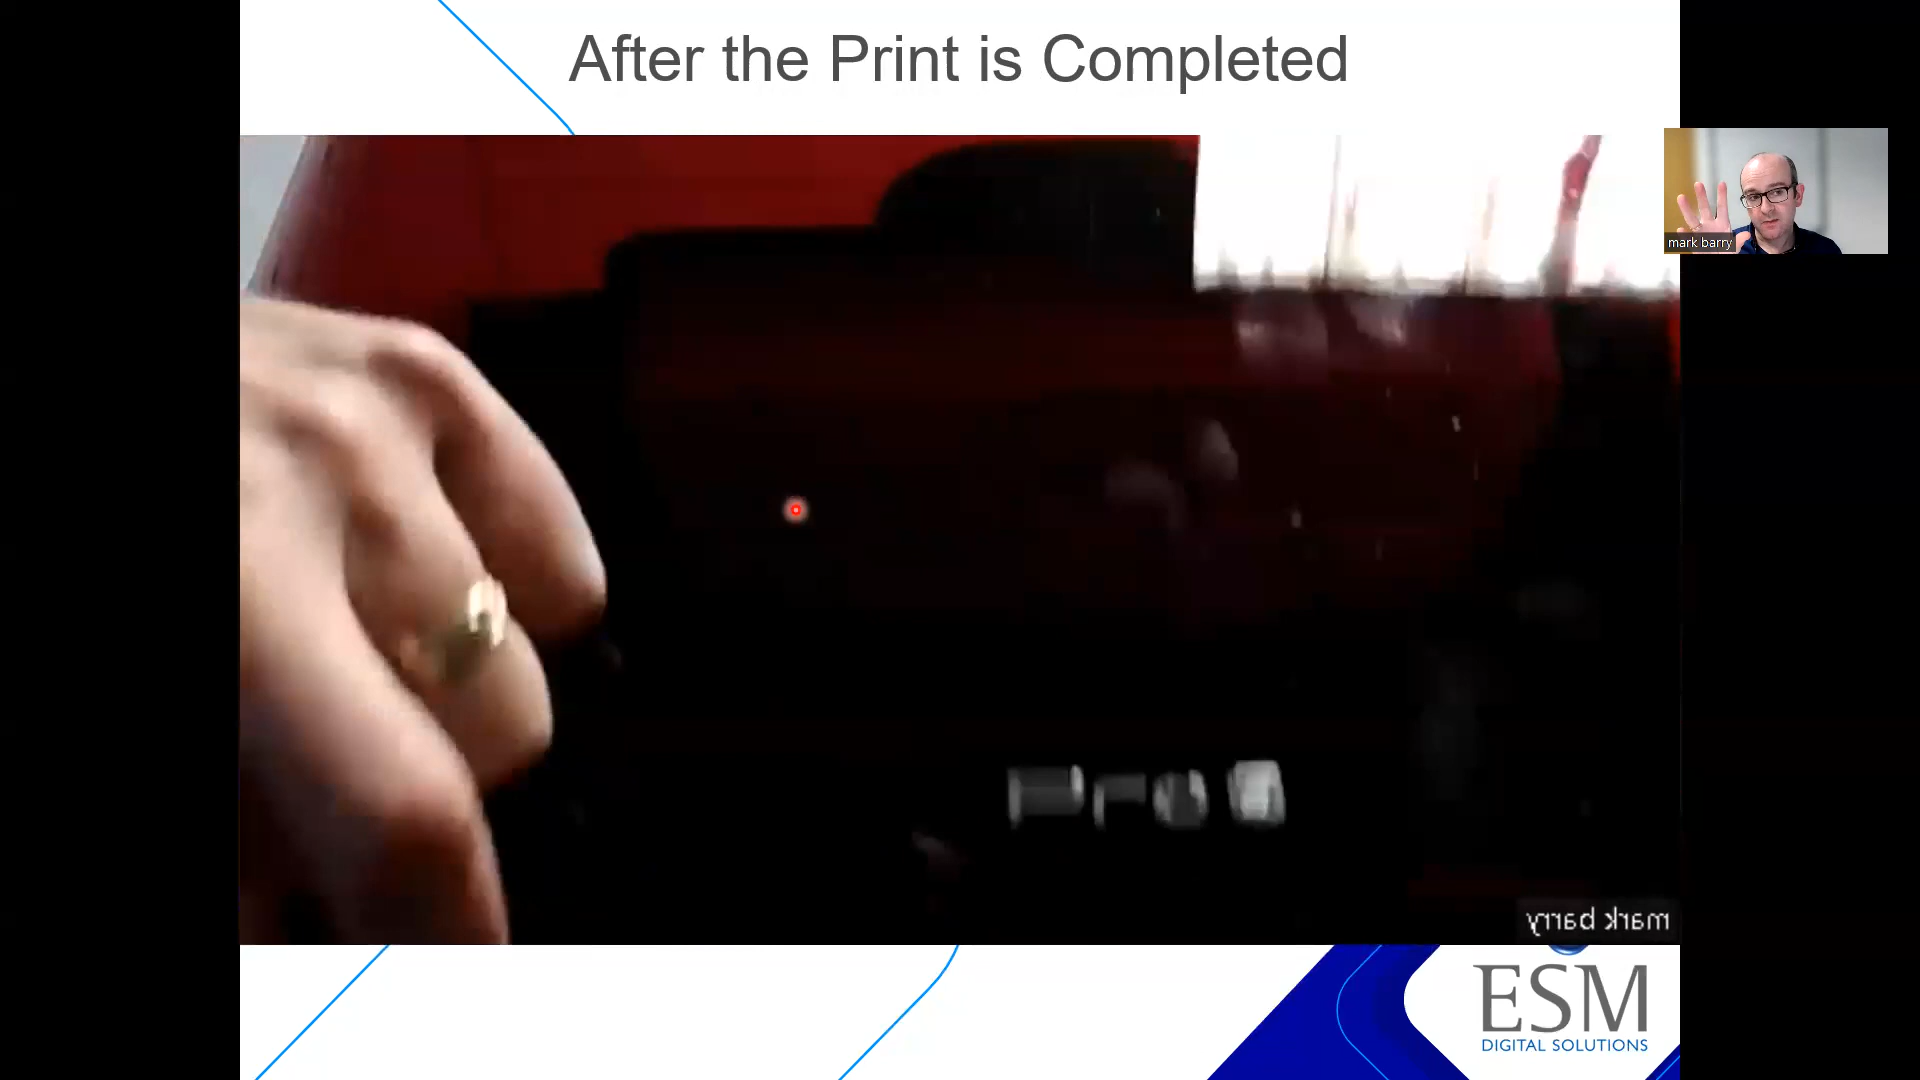 After the Print is Completed
mark barry
mark barry
ESM
DIGITAL SOLUTIONS